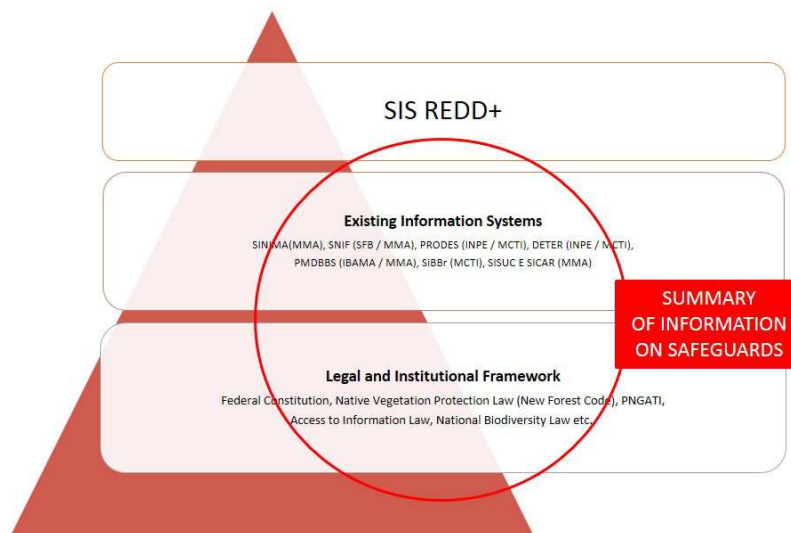 SIS REDD+
Existing Information Systems
SINIMA(MMA), SNIF (SFB / MMA), PRODES (INPE / MCTI), DETER (INPE / MCTI),
PMDBBS (IBAMA / MMA), SiBBr (MCTI), SISUC E SICAR (MMA)
SUMMARY
OF INFORMATION
ON SAFEGUARDS
Legal and Institutional Framework
Federal Constitution, Native Vegetation Protection Law (New Forest Code), PNGATI,
Access to Information Law, National Biodiversity Law etc.